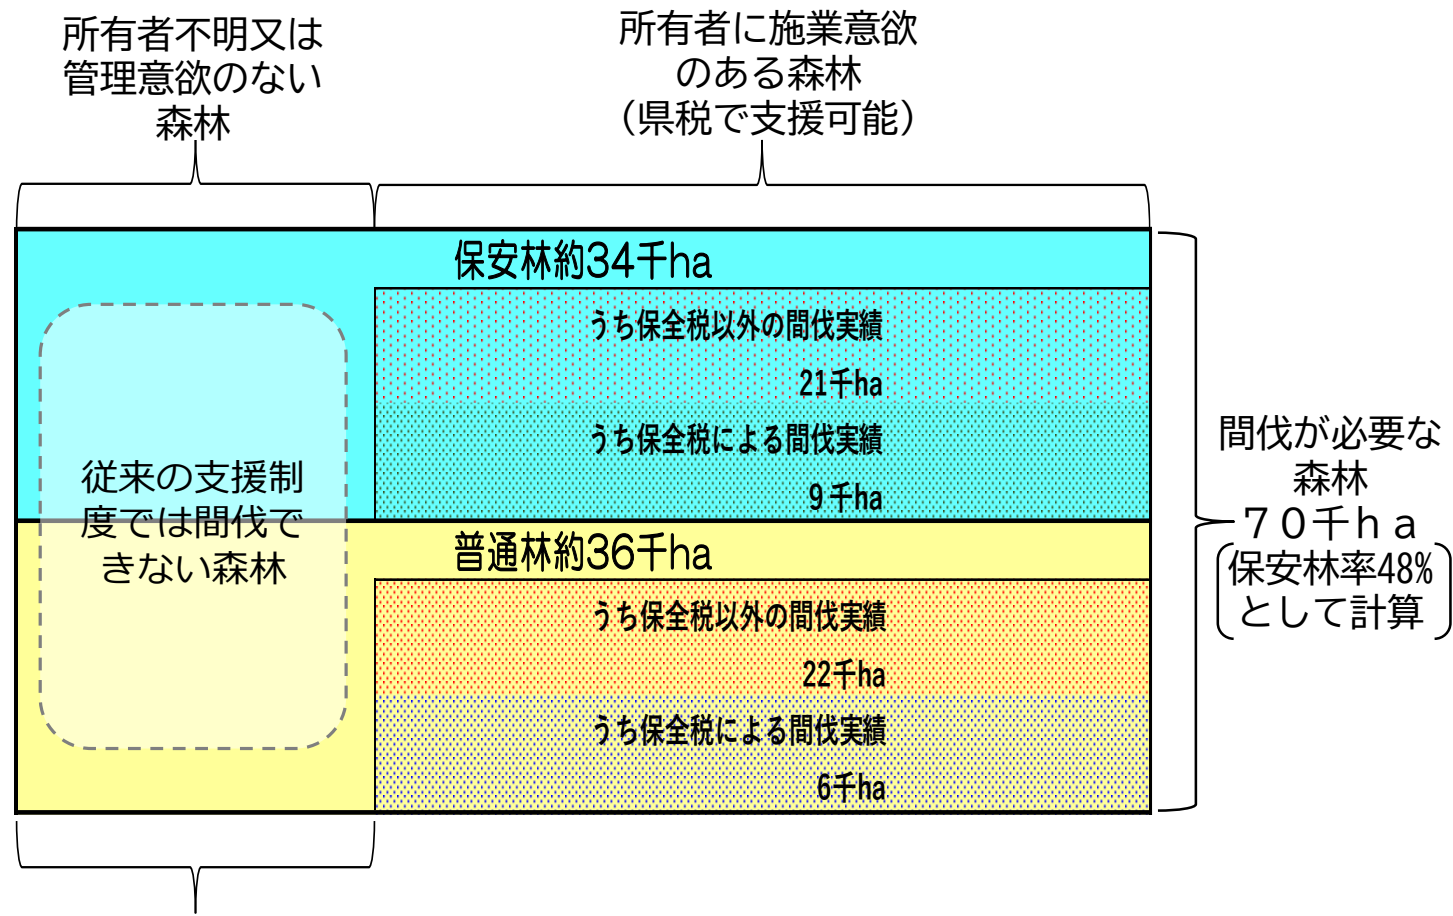 所有者不明又は
管理意欲のない
森林
所有者に施業意欲
のある森林
（県税で支援可能）
保安林約34千ha
うち保全税以外の間伐実績
21千ha
うち保全税による間伐実績
9千ha
従来の支援制
度では間伐で
きない森林
普通林約36千ha
うち保全税以外の間伐実績
22千ha
うち保全税による間伐実績
6千ha
間伐が必要な
森林
７０千ｈａ
保安林率48%
として計算